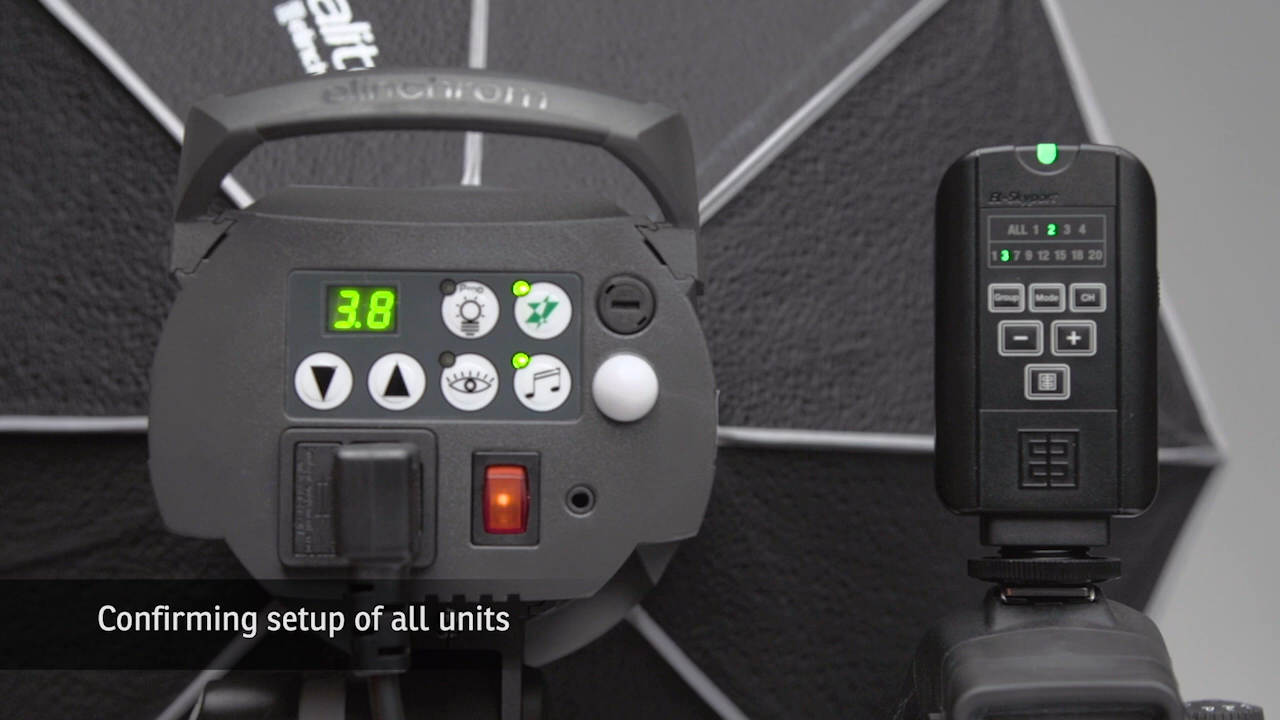 elinchrom
3.8
Prop
EL-Skyport
ALL 1 2 3 4
1 3 7 9 12 15 18 20
Group Mode CH
- +
Confirming setup of all units